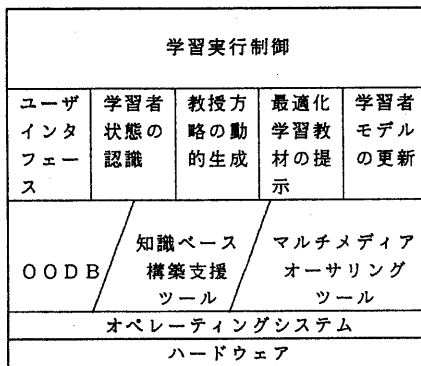 学習実行制御
ユーザ
インタ
フェー
ス
学習者
状態の
認識
教授方
略の動
的生成
最適化
学習教
材の提
示
学習者
モデル
の更新
OODB
知識ベース
構築支援
ツール
マルチメディア
オーサリング
ツール
オペレーティングシステム
ハードウェア